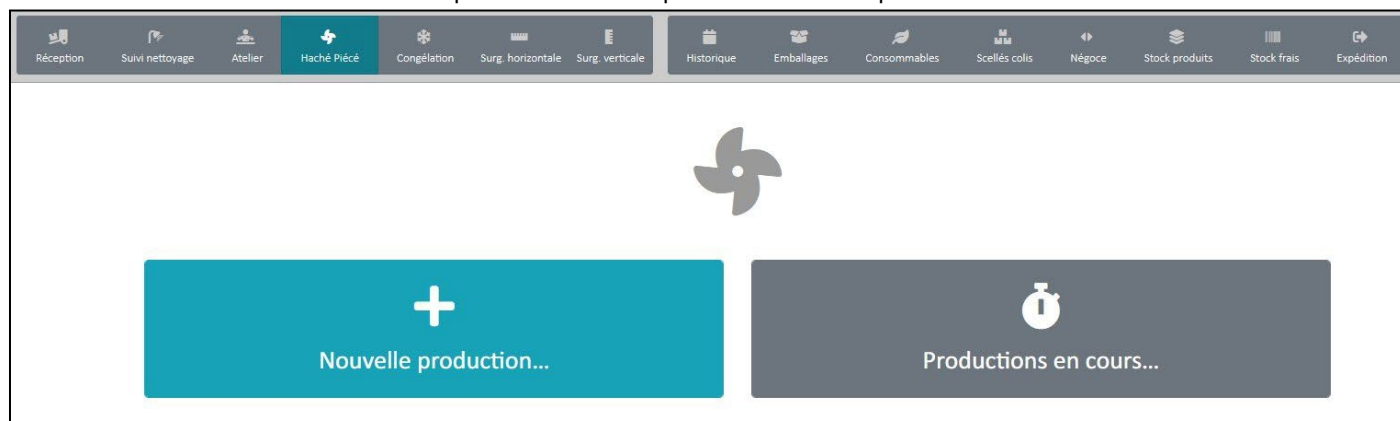 Réception Suivi nettoyage Atelier Haché Piécé Congélation Surg. horizontale Surg. verticale Historique Emballages Consommables Scellés colis Négoce Stock produits Stock frais Expédition
Nouvelle production... Productions en cours...